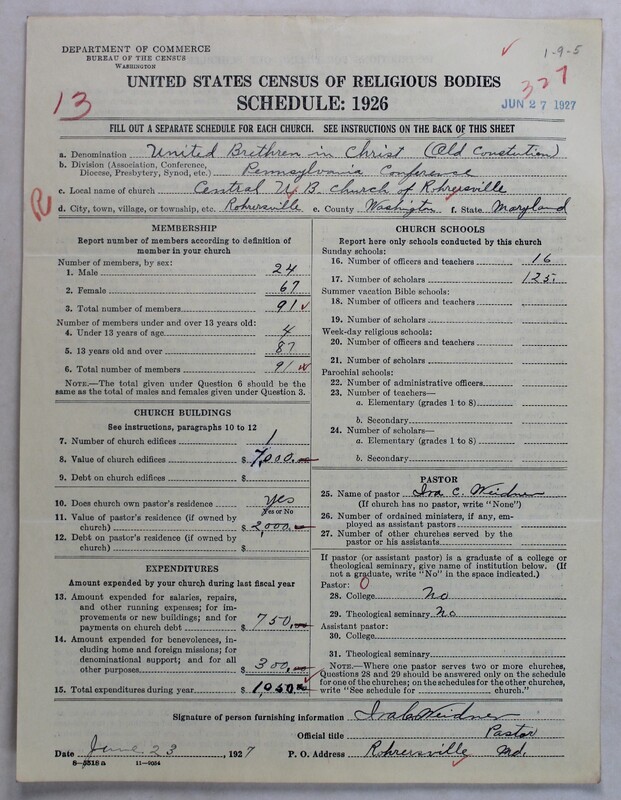 DEPARTMENT OF COMMERCE
BUREAU OF THE CENSUS
WASHINGTON
1-9-5
UNITED STATES CENSUS OF RELIGIOUS BODIES
13
SCHEDULE: 1926
327
JUN 27 1927
FILL OUT A SEPARATE SCHEDULE FOR EACH CHURCH. SEE INSTRUCTIONS ON THE BACK OF THIS SHEET
a. Denomination United Brethren in Christ (Old Constution)
b. Division (Association, Conference, Diocese, Presbytery, Synod, etc.) Pennsylvania Conference
c. Local name of church Central U B church of Rohrersville
R
d. City, town, village, or township, etc. Rohrersville e. County Washington f. State Maryland
MEMBERSHIP
Report number of members according to definition of
member in your church
Number of members, by sex:
1. Male 24
2. Female 67
3. Total number of members 91
Number of members under and over 13 years old:
4. Under 13 years of age 4
5. 13 years old and over 87
6. Total number of members 91
NOTE.—The total given under Question 6 should be the
same as the total of males and females given under Question 3.
CHURCH BUILDINGS
See instructions, paragraphs 10 to 12
7. Number of church edifices 1
8. Value of church edifices $ 7,000.00
9. Debt on church edifices $
10. Does church own pastor's residence? yes
Yes or No
11. Value of pastor's residence (if owned by
church) $ 2,000.00
12. Debt on pastor's residence (if owned by
church) $
EXPENDITURES
Amount expended by your church during last fiscal year
13. Amount expended for salaries, repairs,
and other running expenses; for im-
provements or new buildings; and for
payments on church debt $ 750.00
14. Amount expended for benevolences, in-
cluding home and foreign missions; for
denominational support; and for all
other purposes $ 300.00
15. Total expenditures during year $ 1,050.00
CHURCH SCHOOLS
Report here only schools conducted by this church
Sunday schools:
16. Number of officers and teachers 16
17. Number of scholars 125.
Summer vacation Bible schools:
18. Number of officers and teachers
19. Number of scholars
Week-day religious schools:
20. Number of officers and teachers
21. Number of scholars
Parochial schools:
22. Number of administrative officers
23. Number of teachers—
a. Elementary (grades 1 to 8)
b. Secondary
24. Number of scholars—
a. Elementary (grades 1 to 8)
b. Secondary
PASTOR
25. Name of pastor Ira C. Weidner
(If church has no pastor, write "None")
26. Number of ordained ministers, if any, em-
ployed as assistant pastors
27. Number of other churches served by the
pastor or his assistants
If pastor (or assistant pastor) is a graduate of a college or
theological seminary, give name of institution below. (If
not a graduate, write "No" in the space indicated.)
Pastor: 0
28. College No
29. Theological seminary No
Assistant pastor:
30. College
31. Theological seminary
NOTE.—Where one pastor serves two or more churches,
Questions 28 and 29 should be answered only on the schedule
for one of the churches; on the schedules for the other churches,
write "See schedule for church."
Signature of person furnishing information Ira C. Weidner
Official title Pastor
Date June 23, 1927 P. O. Address Rohrersville Md.
8—5518 a 11—9054